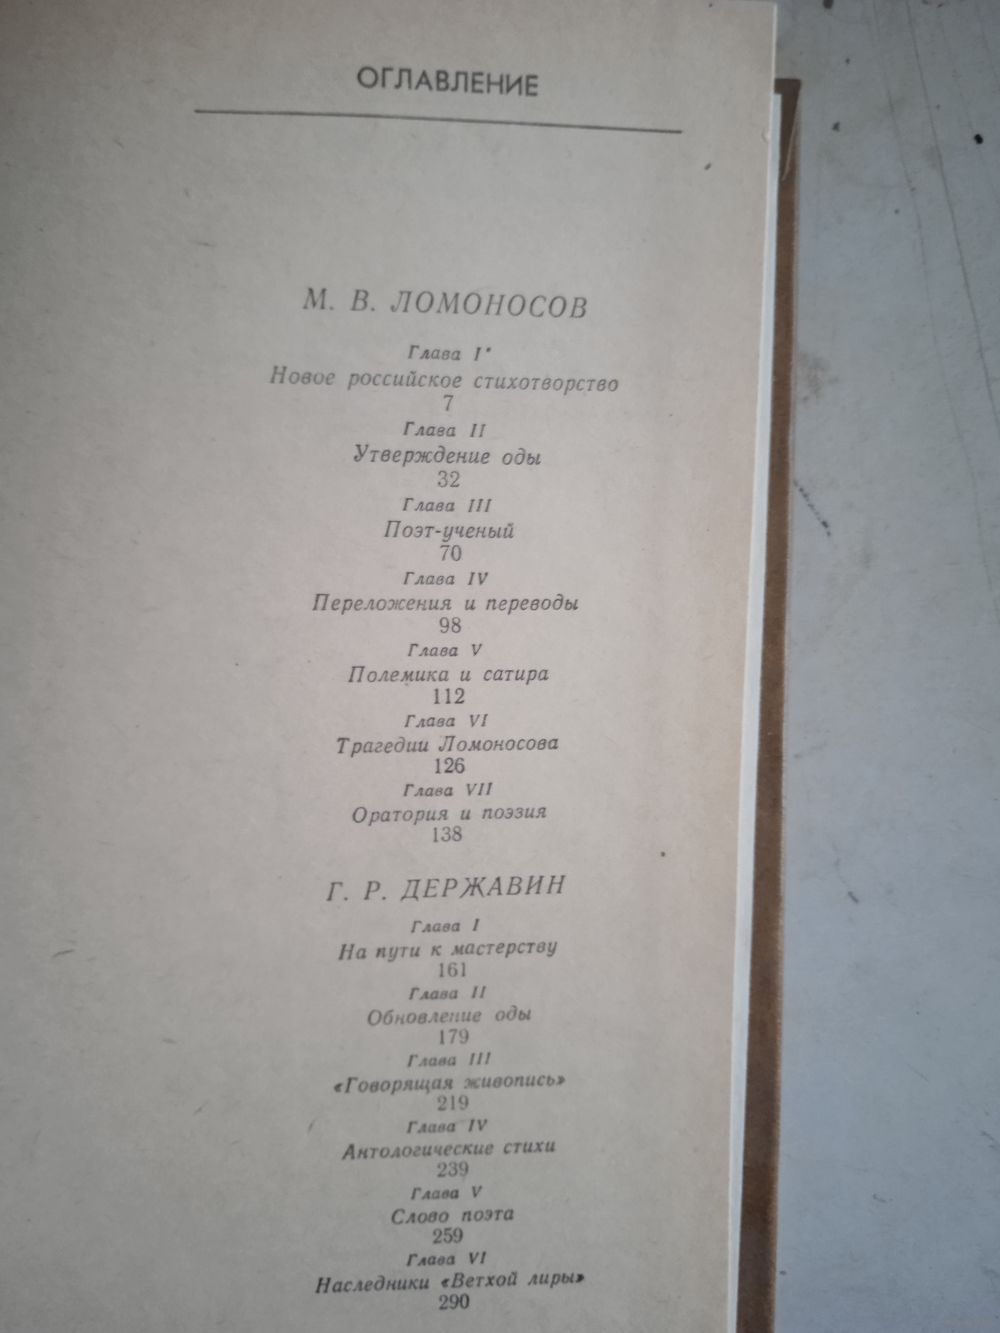 ОГЛАВЛЕНИЕ
М. В. ЛОМОНОСОВ
Глава I
Новое российское стихотворство
7
Глава II
Утверждение оды
32
Глава III
Поэт-ученый
70
Глава IV
Переложения и переводы
98
Глава V
Полемика и сатира
112
Глава VI
Трагедии Ломоносова
126
Глава VII
Оратория и поэзия
138
Г. Р. ДЕРЖАВИН
Глава I
На пути к мастерству
161
Глава II
Обновление оды
179
Глава III
«Говорящая живопись»
219
Глава IV
Антологические стихи
239
Глава V
Слово поэта
259
Глава VI
Наследники «Ветхой лиры»
290